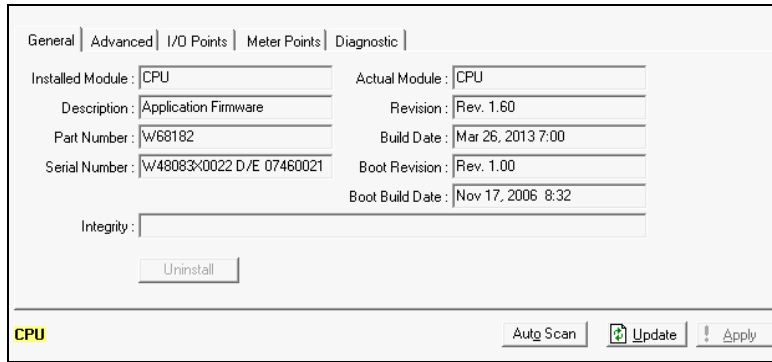 General Advanced I/O Points Meter Points Diagnostic
Installed Module : CPU Actual Module : CPU
Description : Application Firmware Revision : Rev. 1.60
Part Number : W68182 Build Date : Mar 26, 2013 7:00
Serial Number : W48083X0022 D/E 07460021 Boot Revision : Rev. 1.00
Boot Build Date : Nov 17, 2006 8:32
Integrity :
Uninstall
CPU Auto Scan Update ! Apply